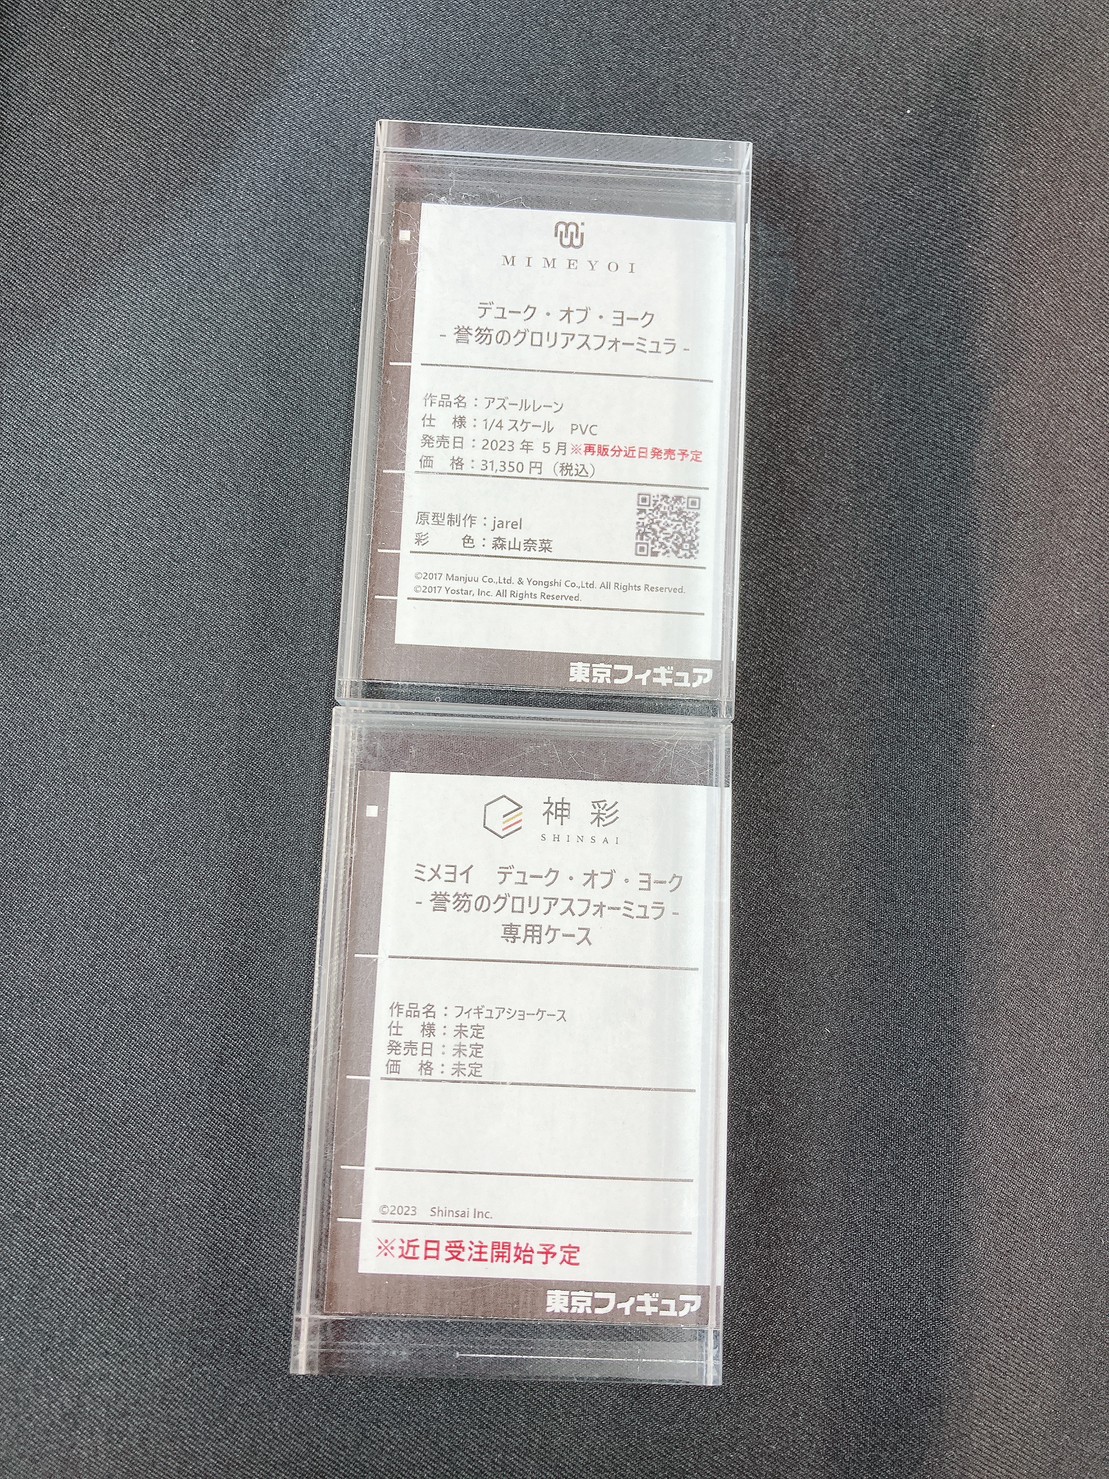 MIMEYOI
デューク・オブ・ヨーク
- 誉笏のグロリアスフォーミュラ -
作品名：アズールレーン
仕　様：1/4 スケール　PVC
発売日：2023 年 5 月※再販分近日発売予定
価　格：31,350 円（税込）
原型制作：jarel
彩　　色：森山奈菜
©2017 Manjuu Co.,Ltd. & Yongshi Co.,Ltd. All Rights Reserved.
©2017 Yostar, Inc. All Rights Reserved.
東京フィギュア
神彩
SHINSAI
ミメヨイ　デューク・オブ・ヨーク
- 誉笏のグロリアスフォーミュラ -
専用ケース
作品名：フィギュアショーケース
仕　様：未定
発売日：未定
価　格：未定
©2023　Shinsai Inc.
※近日受注開始予定
東京フィギュア